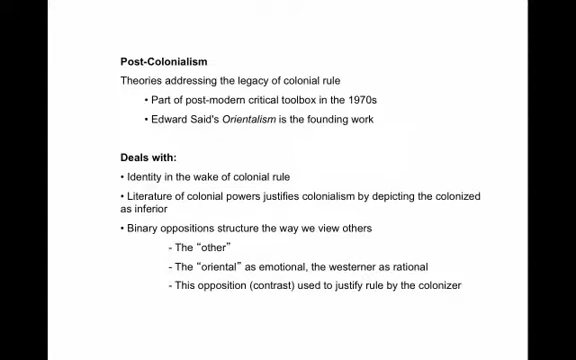 Post-Colonialism
Theories addressing the legacy of colonial rule
• Part of post-modern critical toolbox in the 1970s
• Edward Said's Orientalism is the founding work
Deals with:
• Identity in the wake of colonial rule
• Literature of colonial powers justifies colonialism by depicting the colonized
as inferior
• Binary oppositions structure the way we view others
- The “other”
- The “oriental” as emotional, the westerner as rational
- This opposition (contrast) used to justify rule by the colonizer